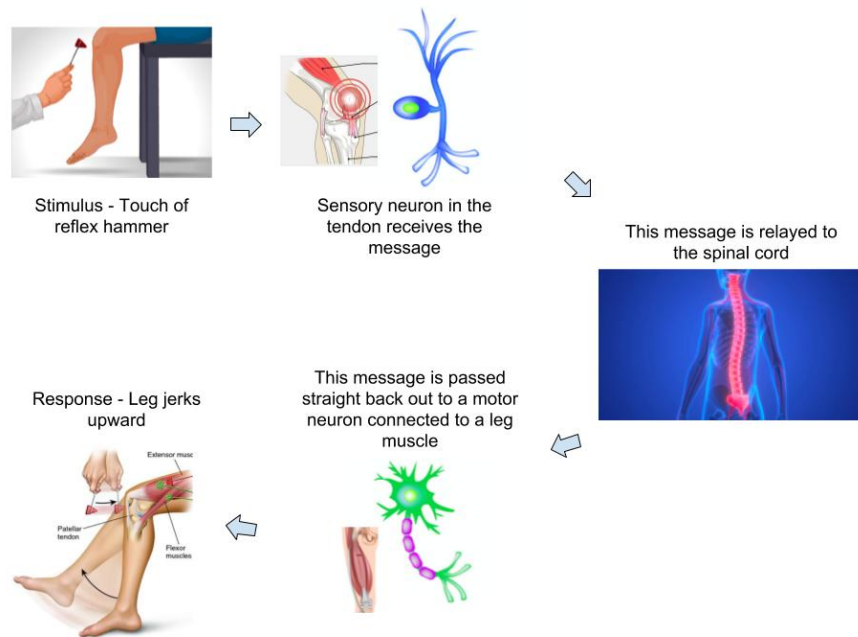 Stimulus - Touch of
reflex hammer
Sensory neuron in the
tendon receives the
message
This message is relayed to
the spinal cord
This message is passed
straight back out to a motor
neuron connected to a leg
muscle
Response - Leg jerks
upward
Extensor musc
Patellar
tendon
Flexor
muscles